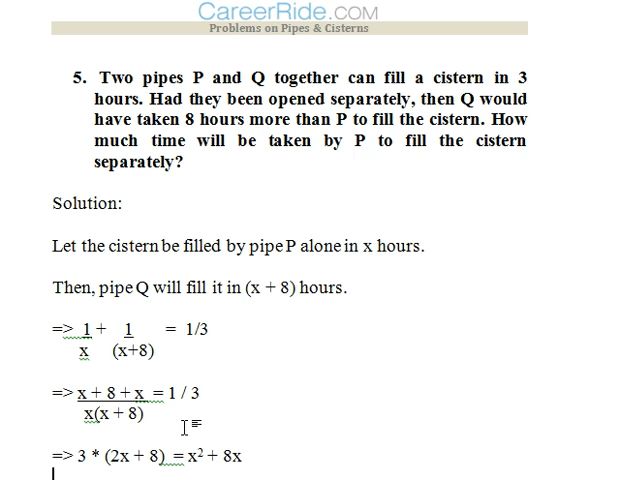 CareerRide.COM
Problems on Pipes & Cisterns
5. Two pipes P and Q together can fill a cistern in 3
hours. Had they been opened separately, then Q would
have taken 8 hours more than P to fill the cistern. How
much time will be taken by P to fill the cistern
separately?
Solution:
Let the cistern be filled by pipe P alone in x hours.
Then, pipe Q will fill it in (x + 8) hours.
=> 1 + 1 = 1/3
x (x+8)
=> x + 8 + x = 1 / 3
x(x + 8)
=> 3 * (2x + 8) = x² + 8x